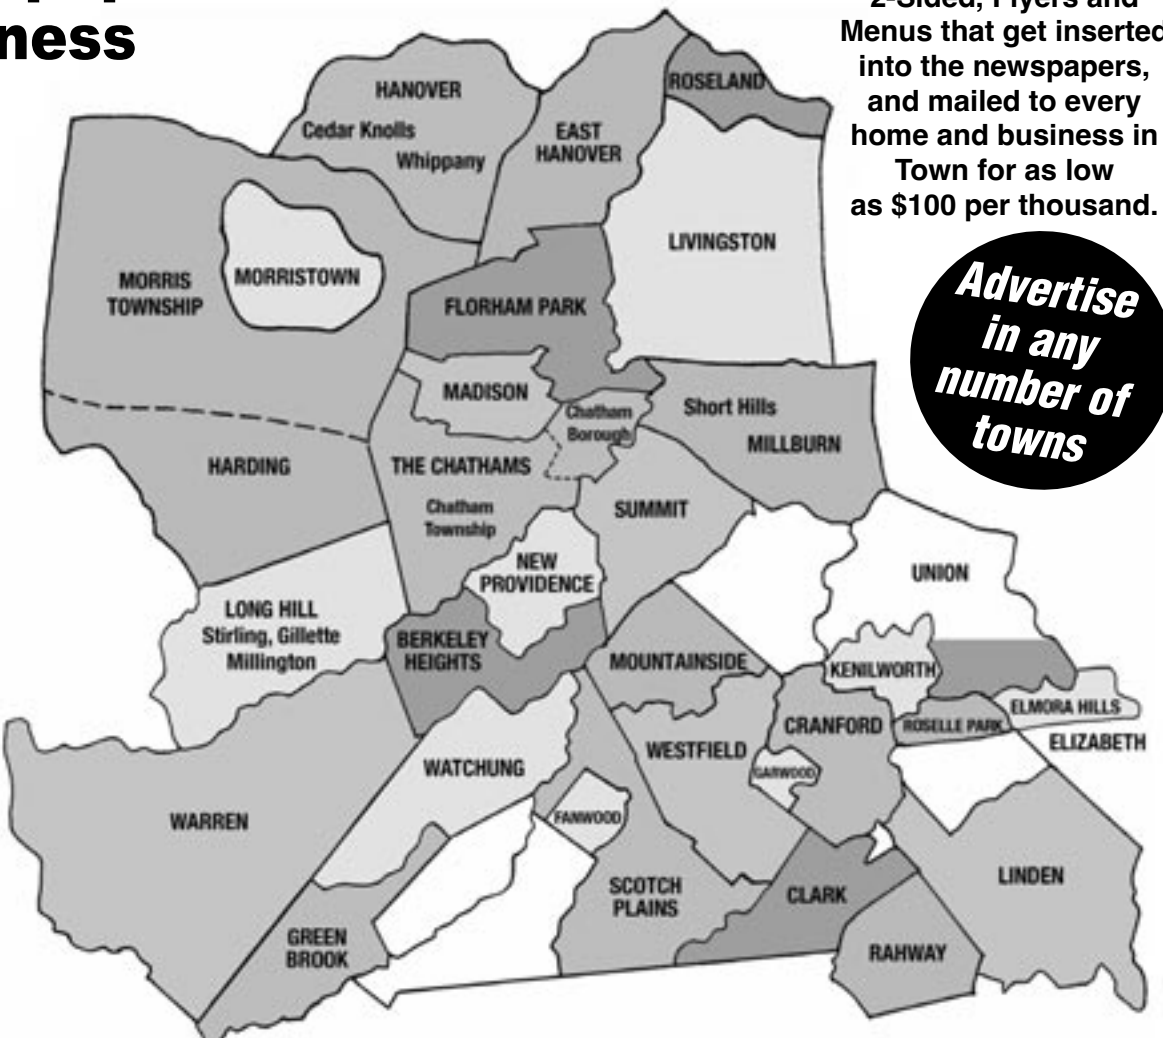 ness
2-Sided, Flyers and
Menus that get inserted
into the newspapers,
and mailed to every
home and business in
Town for as low
as $100 per thousand.
Advertise
in any
number of
towns
HANOVER
Cedar Knolls
Whippany
EAST
HANOVER
ROSELAND
LIVINGSTON
MORRIS
TOWNSHIP
MORRISTOWN
FLORHAM PARK
MADISON
Chatham
Borough
Short Hills
MILLBURN
HARDING
THE CHATHAMS
Chatham
Township
SUMMIT
NEW
PROVIDENCE
UNION
LONG HILL
Stirling, Gillette
Millington
BERKELEY
HEIGHTS
MOUNTAINSIDE
KENILWORTH
ELMORA HILLS
ROSELLE PARK
CRANFORD
ELIZABETH
WESTFIELD
GARWOOD
WATCHUNG
WARREN
FANWOOD
SCOTCH
PLAINS
CLARK
LINDEN
GREEN
BROOK
RAHWAY